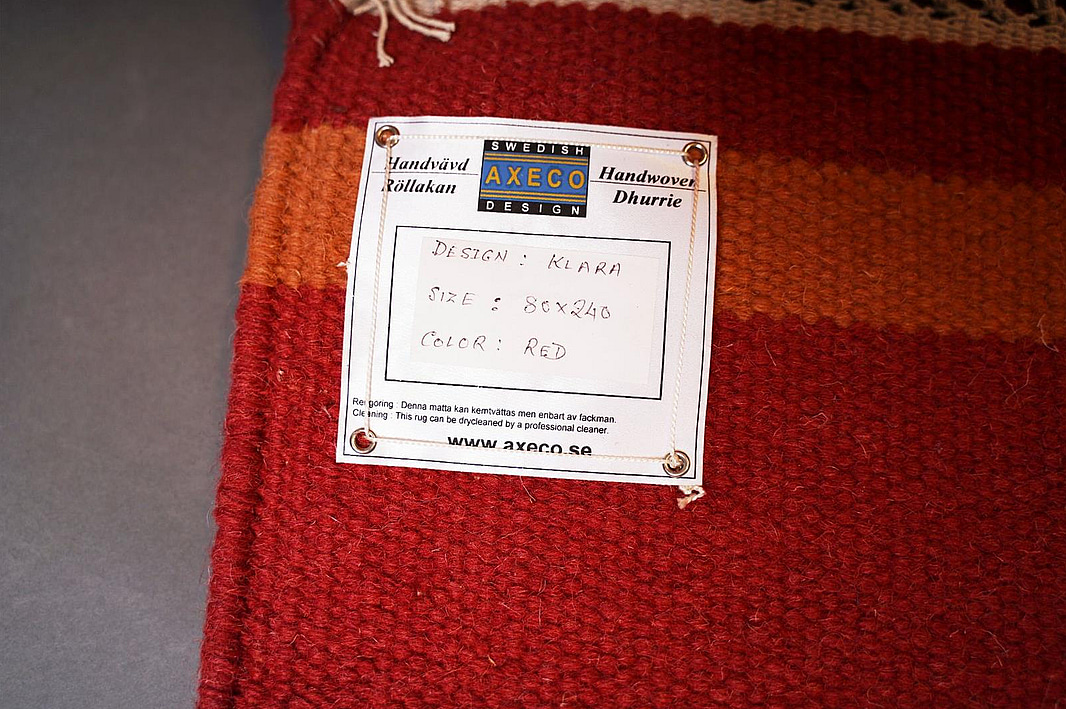 SWEDISH
AXECO
DESIGN
Handvävd
Röllakan
Handwoven
Dhurrie
DESIGN : KLARA
SIZE : 80x240
COLOR : RED
Rengöring : Denna matta kan kemtvättas men enbart av fackman.
Cleaning : This rug can be drycleaned by a professional cleaner.
www.axeco.se